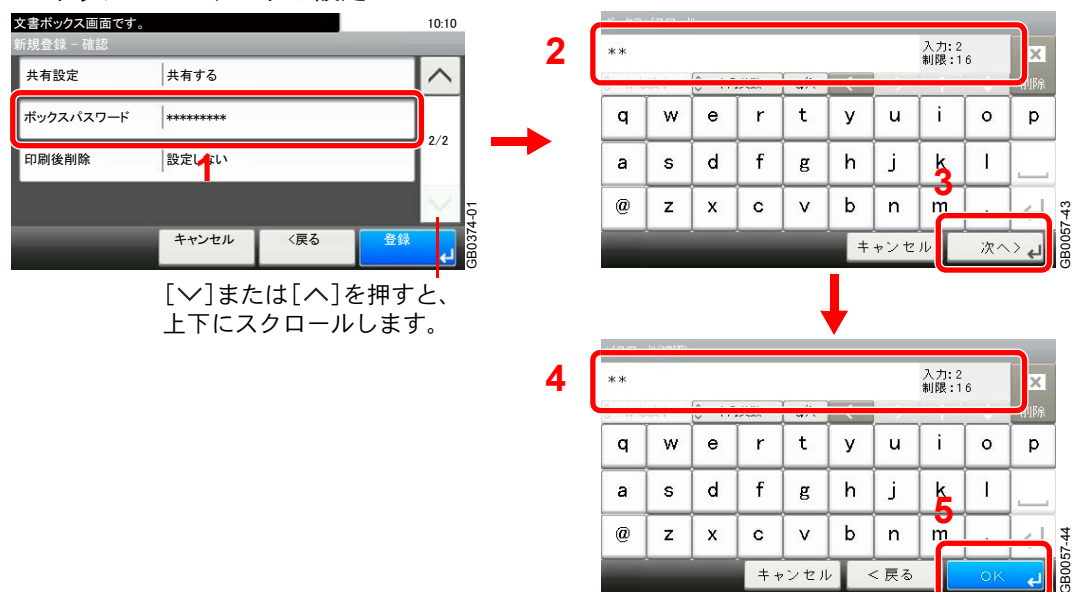 文書ボックス画面です。
10:10
新規登録 - 確認
共有設定 共有する
ボックスパスワード *********
印刷後削除 設定しない
1
2/2
キャンセル <戻る 登録
GB0374-01
[∨]または[∧]を押すと、
上下にスクロールします。
2
**
入力:2
制限:16
削除
q w e r t y u i o p
a s d f g h j k l
3
@ z x c v b n m .
キャンセル 次へ>
GB0057-43
4
**
入力:2
制限:16
削除
q w e r t y u i o p
a s d f g h j k l
5
@ z x c v b n m .
キャンセル <戻る OK
GB0057-44